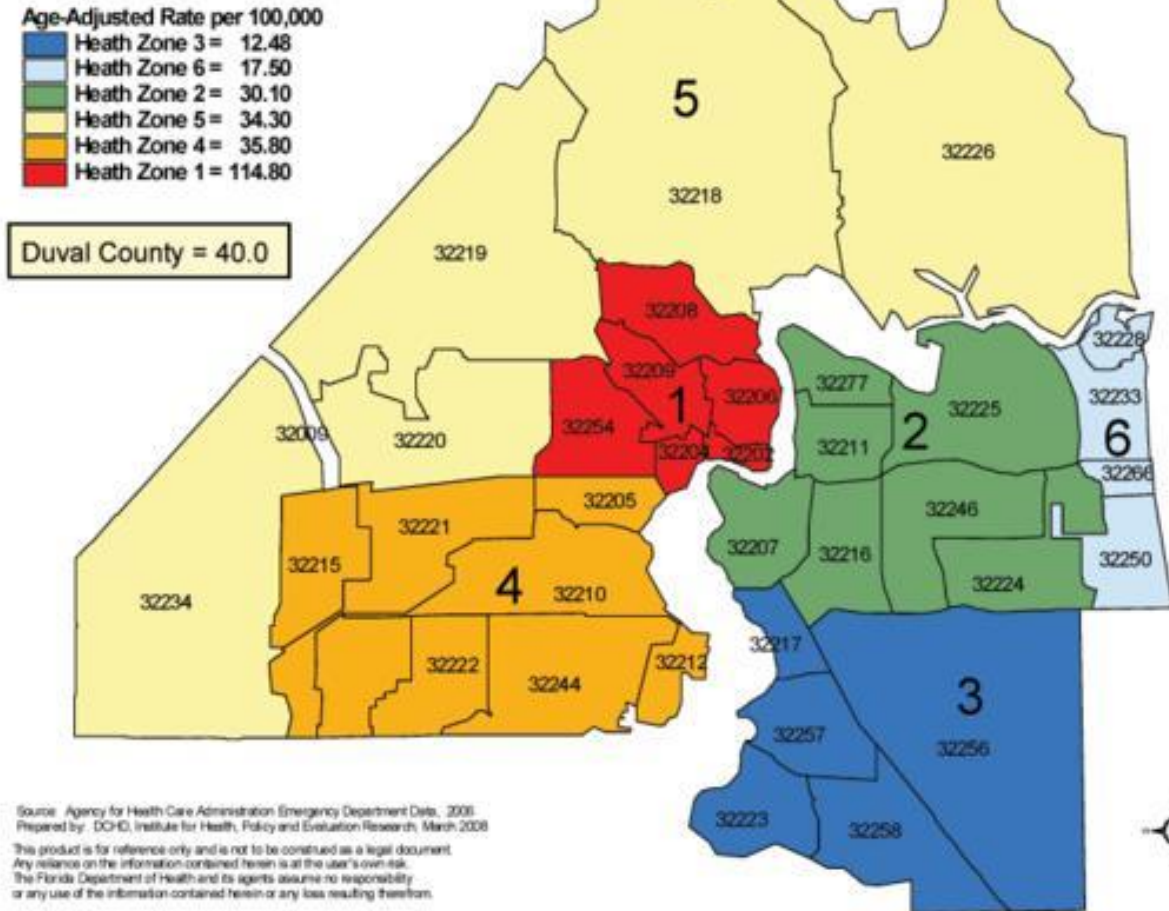 Age-Adjusted Rate per 100,000
Heath Zone 3 = 12.48
Heath Zone 6 = 17.50
Heath Zone 2 = 30.10
Heath Zone 5 = 34.30
Heath Zone 4 = 35.80
Heath Zone 1 = 114.80
Duval County = 40.0
5
32226
32218
32219
32208
32228
32209
32277
32233
32206
1
32225
2
6
32009
32220
32254
32211
32204
32202
32266
32205
32221
32246
32207
32216
32250
32215
4
32210
32224
32234
32217
32222
32212
32244
3
32257
32256
32223
32258
Source: Agency for Health Care Administration Emergency Department Data, 2006
Prepared by: DCHD, Institute for Health, Policy and Evaluation Research, March 2008
This product is for reference only and is not to be construed as a legal document.
Any reliance on the information contained herein is at the user's own risk.
The Florida Department of Health and its agents assume no responsibility
or any use of the information contained herein or any loss resulting therefrom.